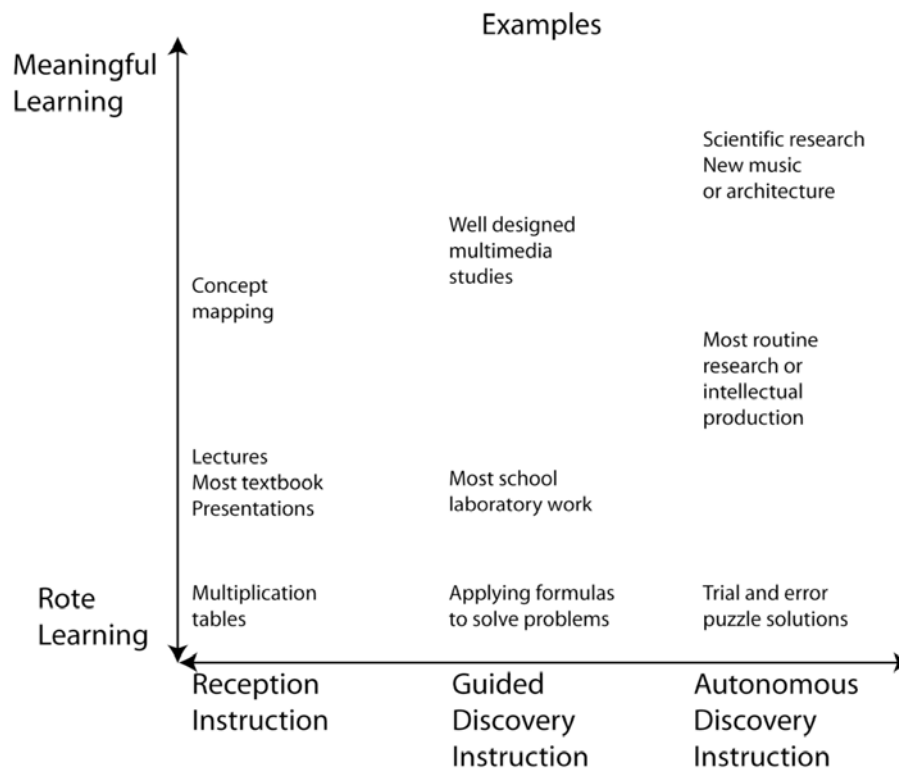 Examples
Meaningful
Learning
Scientific research
New music
or architecture
Well designed
multimedia
studies
Concept
mapping
Most routine
research or
intellectual
production
Lectures
Most textbook
Presentations
Most school
laboratory work
Rote
Learning
Multiplication
tables
Applying formulas
to solve problems
Trial and error
puzzle solutions
Reception
Instruction
Guided
Discovery
Instruction
Autonomous
Discovery
Instruction